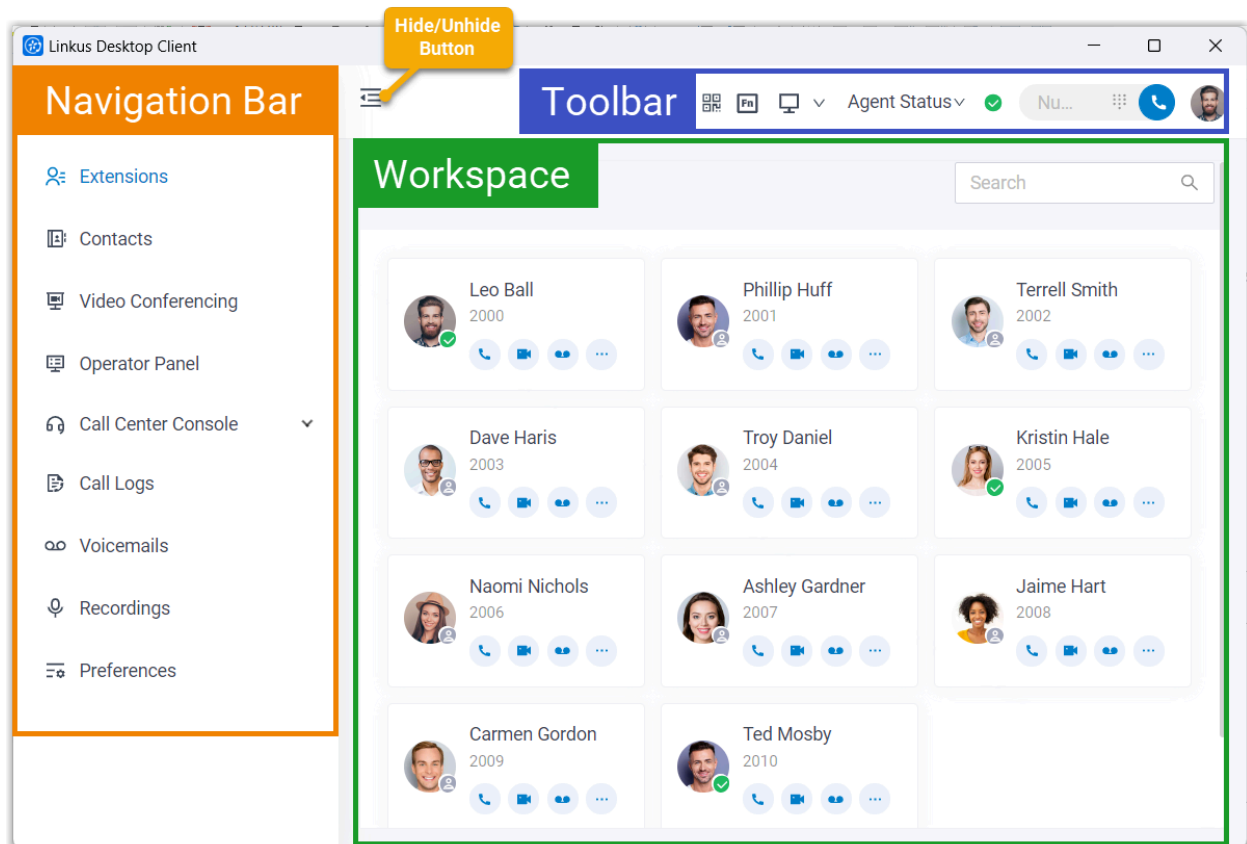 Hide/Unhide
Button
Linkus Desktop Client
Navigation Bar
Toolbar
Fn
Agent Status
Nu...
Extensions
Contacts
Video Conferencing
Operator Panel
Call Center Console
Call Logs
Voicemails
Recordings
Preferences
Workspace
Search
Leo Ball
2000
Phillip Huff
2001
Terrell Smith
2002
Dave Haris
2003
Troy Daniel
2004
Kristin Hale
2005
Naomi Nichols
2006
Ashley Gardner
2007
Jaime Hart
2008
Carmen Gordon
2009
Ted Mosby
2010